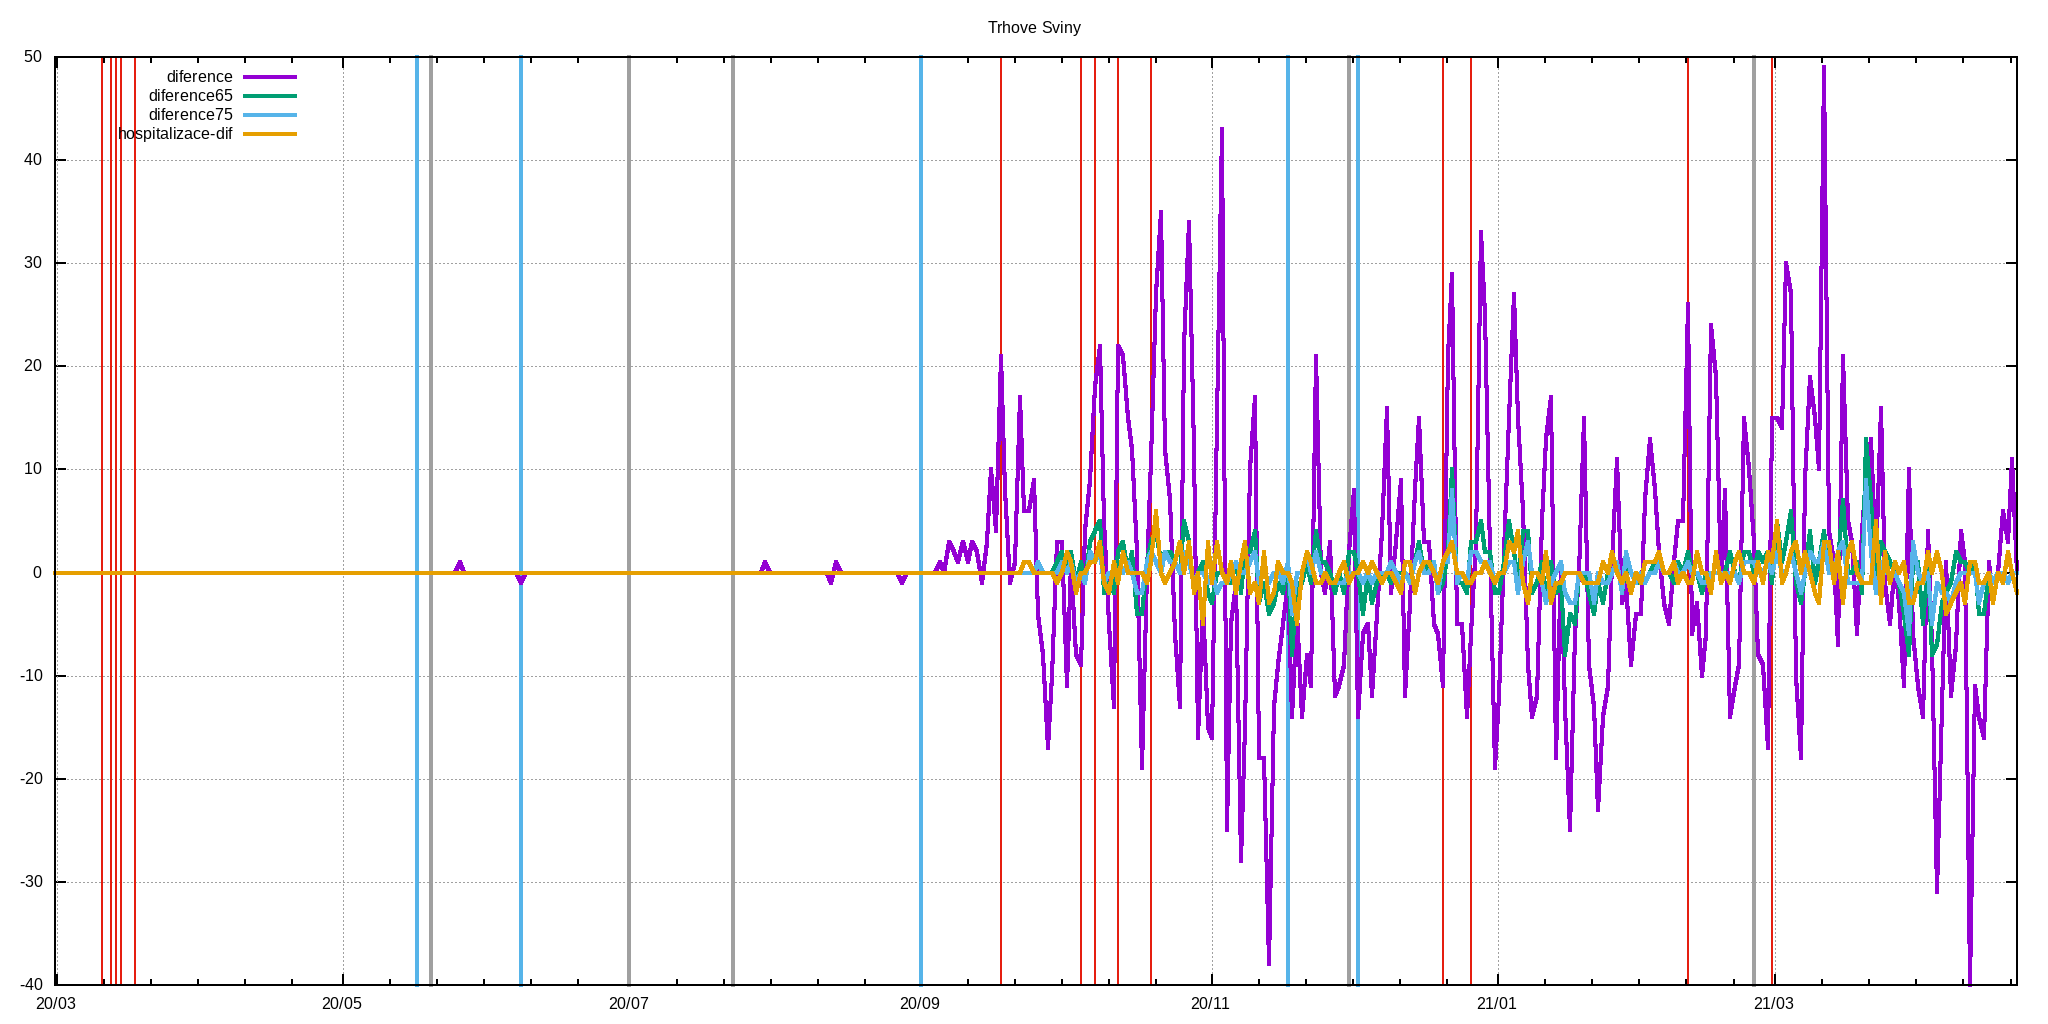 Trhove Sviny
50
40
30
20
10
0
-10
-20
-30
-40
diference
diference65
diference75
hospitalizace-dif
20/03 20/05 20/07 20/09 20/11 21/01 21/03